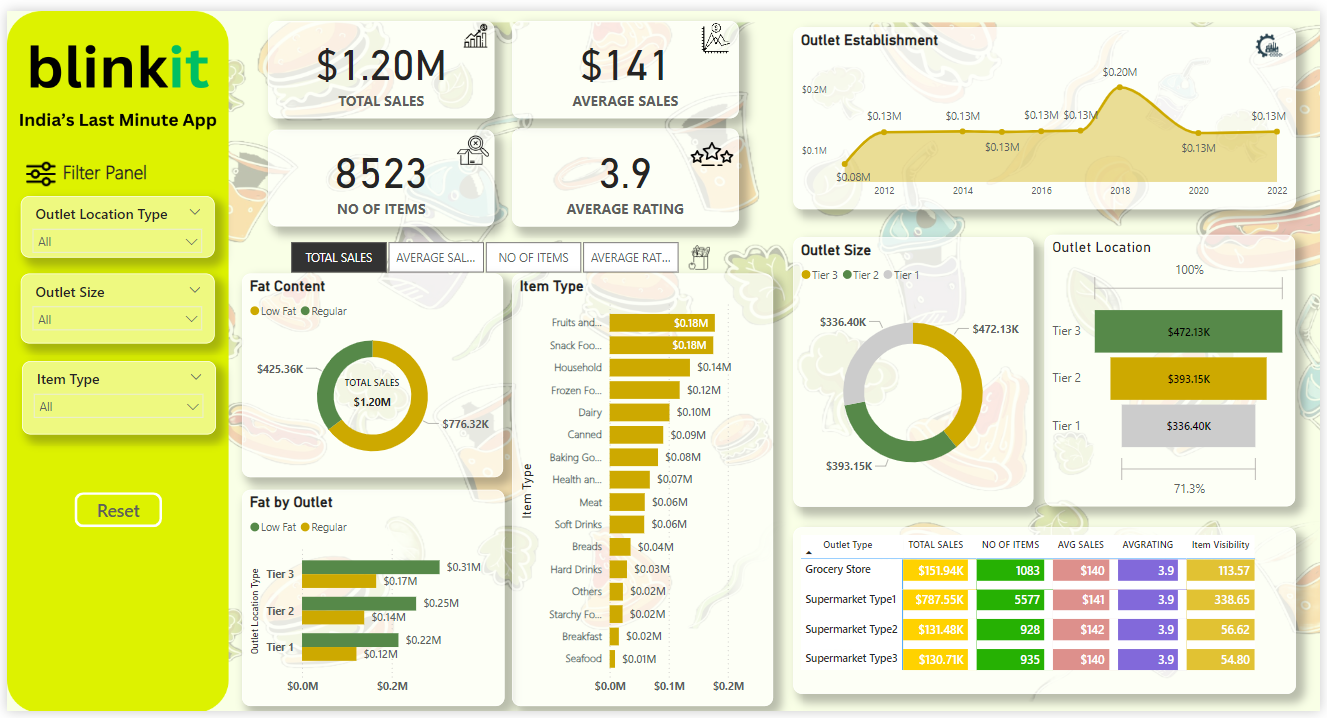 blinkit
India's Last Minute App
Filter Panel
Outlet Location Type
All
Outlet Size
All
Item Type
All
Reset
$1.20M
TOTAL SALES
$141
AVERAGE SALES
8523
NO OF ITEMS
3.9
AVERAGE RATING
TOTAL SALES AVERAGE SAL... NO OF ITEMS AVERAGE RAT...
Fat Content
Low Fat Regular
$425.36K
TOTAL SALES
$1.20M
$776.32K
Fat by Outlet
Low Fat Regular
Outlet Location Type
Tier 3 $0.31M
$0.17M
Tier 2 $0.25M
$0.14M
Tier 1 $0.22M
$0.12M
$0.0M $0.2M
Item Type
Item Type
Fruits and... $0.18M
Snack Foo... $0.18M
Household $0.14M
Frozen Fo... $0.12M
Dairy $0.10M
Canned $0.09M
Baking Go... $0.08M
Health an... $0.07M
Meat $0.06M
Soft Drinks $0.06M
Breads $0.04M
Hard Drinks $0.03M
Others $0.02M
Starchy Fo... $0.02M
Breakfast $0.02M
Seafood $0.01M
$0.0M $0.1M $0.2M
Outlet Establishment
$0.2M
$0.1M
$0.08M
$0.13M
$0.13M
$0.13M
$0.13M
$0.13M
$0.20M
$0.13M
$0.13M
2012 2014 2016 2018 2020 2022
Outlet Size
Tier 3 Tier 2 Tier 1
$336.40K
$472.13K
$393.15K
Outlet Location
100%
Tier 3 $472.13K
Tier 2 $393.15K
Tier 1 $336.40K
71.3%
Outlet Type TOTAL SALES NO OF ITEMS AVG SALES AVGRATING Item Visibility
Grocery Store $151.94K 1083 $140 3.9 113.57
Supermarket Type1 $787.55K 5577 $141 3.9 338.65
Supermarket Type2 $131.48K 928 $142 3.9 56.62
Supermarket Type3 $130.71K 935 $140 3.9 54.80